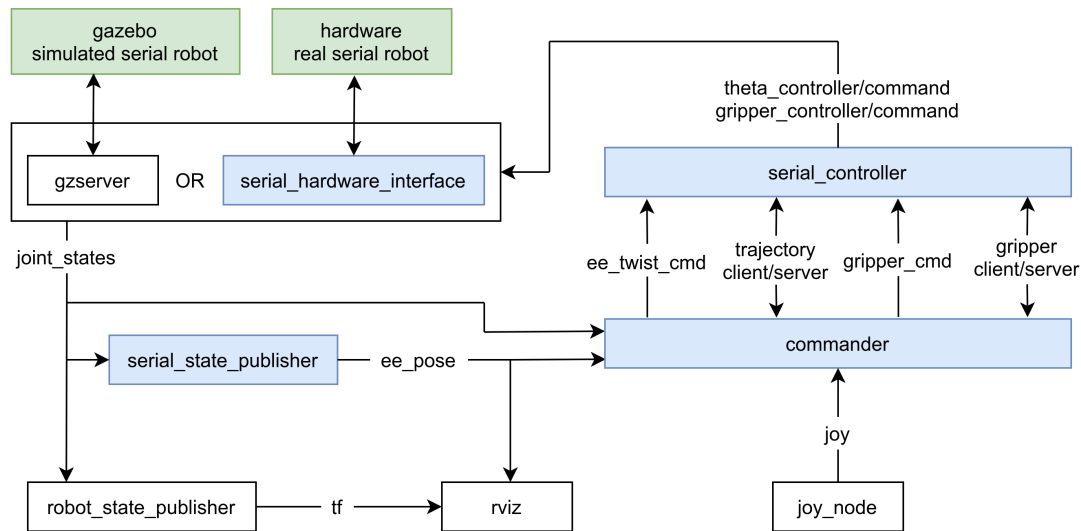 gazebo
simulated serial robot
hardware
real serial robot
theta_controller/command
gripper_controller/command
gzserver
OR
serial_hardware_interface
serial_controller
joint_states
ee_twist_cmd
trajectory
client/server
gripper_cmd
gripper
client/server
serial_state_publisher
ee_pose
commander
joy
robot_state_publisher
tf
rviz
joy_node